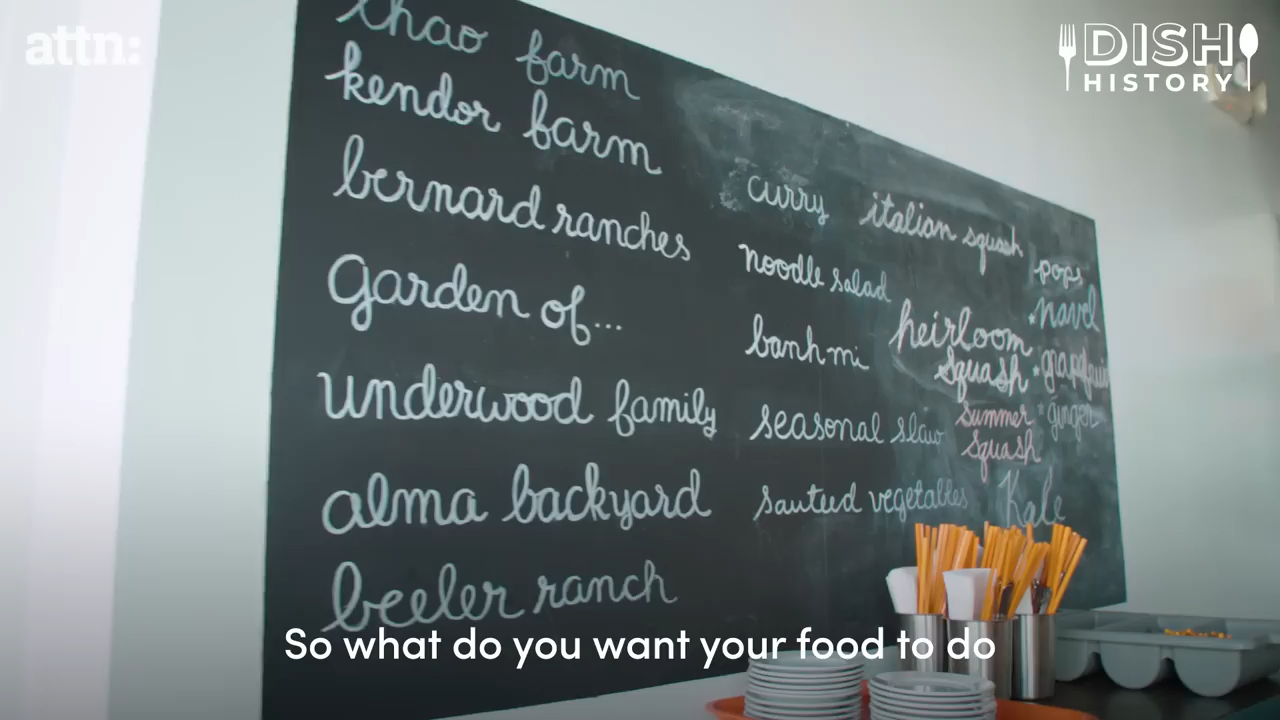 attn:
DISH
HISTORY
thao farm
kendor farm
bernard ranches
garden of...
underwood family
alma backyard
beeler ranch
curry
noodle salad
banh mi
seasonal slaw
sauteed vegetables
italian squash
heirloom
squash
summer
squash
Kale
pops
*navel
*grapefruit
*ginger
So what do you want your food to do